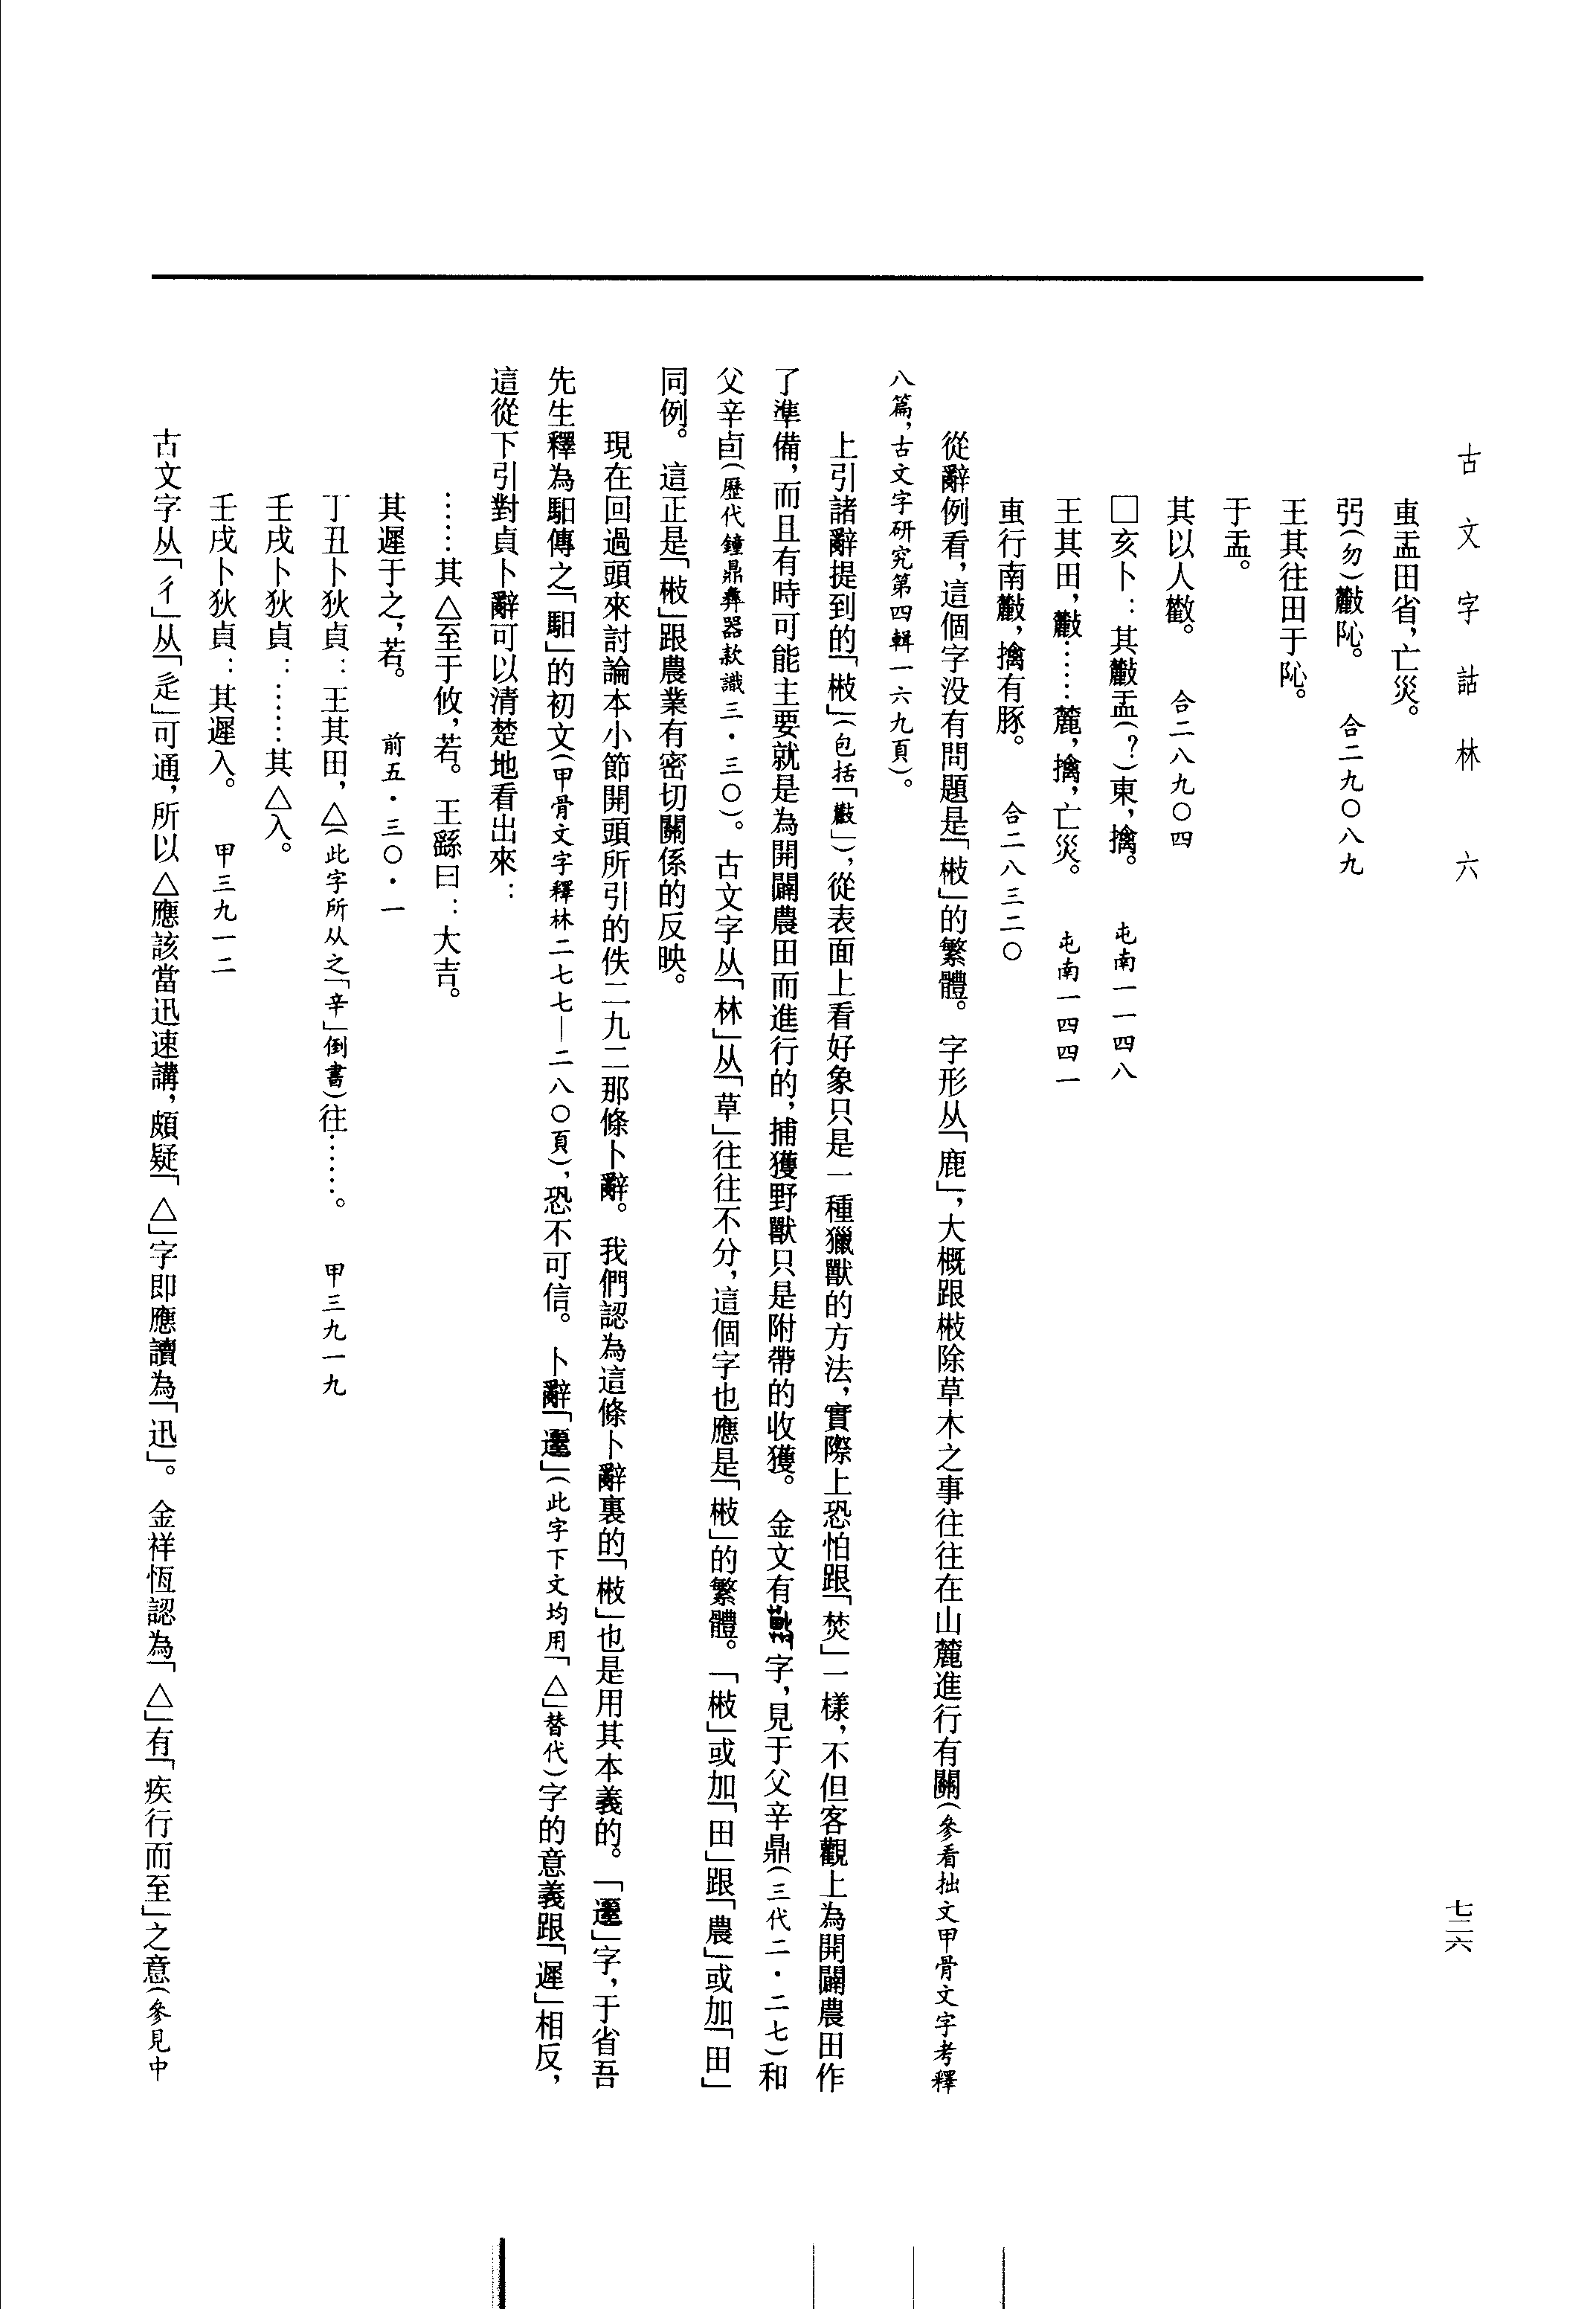 古文字詁林　六
七二六
叀盂田省，亡災。
弜（勿）㪔阞。　合二九〇八九
王其往田于阞。
于盂。
其以人。　合二八九〇四
□亥卜：其盂（？）東，擒。　屯南一一四八
王其田，……麓，擒，亡災。　屯南一四四一
叀行南，擒有豚。　合二八三二〇
從辭例看，這個字没有問題是「㪔」的繁體。字形从「鹿」，大概跟㪔除草木之事往往在山麓進行有關（參看拙文甲骨文字考釋
八篇，古文字研究第四輯一六九頁）。
上引諸辭提到的「㪔」（包括「」），從表面上看好象只是一種獵獸的方法，實際上恐怕跟「焚」一樣，不但客觀上為開闢農田作
了準備，而且有時可能主要就是為開闢農田而進行的，捕獲野獸只是附帶的收獲。金文有字，見于父辛鼎（三代二·二七）和
父辛卣（歷代鐘鼎彝器款識三·三〇）。古文字从「林」从「草」往往不分，這個字也應是「㪔」的繁體。「㪔」或加「田」跟「農」或加「田」
同例。這正是「㪔」跟農業有密切關係的反映。
現在回過頭來討論本小節開頭所引的佚二九二那條卜辭。我們認為這條卜辭裏的「㪔」也是用其本義的。「」字，于省吾
先生釋為馹傳之「馹」的初文（甲骨文字釋林二七七—二八〇頁），恐不可信。卜辭「」（此字下文均用「△」替代）字的意義跟「遲」相反，
這從下引對貞卜辭可以清楚地看出來：
……其△至于攸，若。王繇曰：大吉。
其遲于之，若。　前五·三〇·一
丁丑卜狄貞：王其田，△（此字所从之「辛」倒書）往……。　甲三九一九
壬戌卜狄貞：……其△入。
壬戌卜狄貞：其遲入。　甲三九一二
古文字从「彳」从「辵」可通，所以△應該當迅速講，頗疑「△」字即應讀為「迅」。金祥恆認為「△」有「疾行而至」之意（參見中